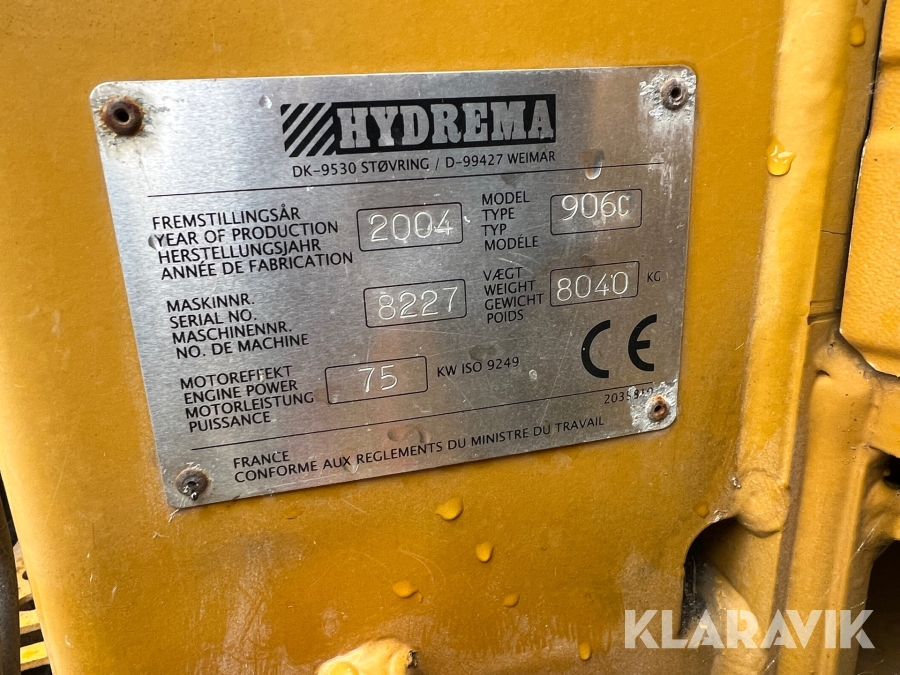 HYDREMA
DK-9530 STØVRING / D-99427 WEIMAR
FREMSTILLINGSÅR
YEAR OF PRODUCTION
HERSTELLUNGSJAHR
ANNÉE DE FABRICATION
2004
MODEL
TYPE
TYP
MODÉLE
906C
MASKINNR.
SERIAL NO.
MASCHINENNR.
NO. DE MACHINE
8227
VÆGT
WEIGHT
GEWICHT
POIDS
8040 KG
MOTOREFFEKT
ENGINE POWER
MOTORLEISTUNG
PUISSANCE
75 KW ISO 9249
CE
FRANCE
CONFORME AUX REGLEMENTS DU MINISTRE DU TRAVAIL
KLARAVIK